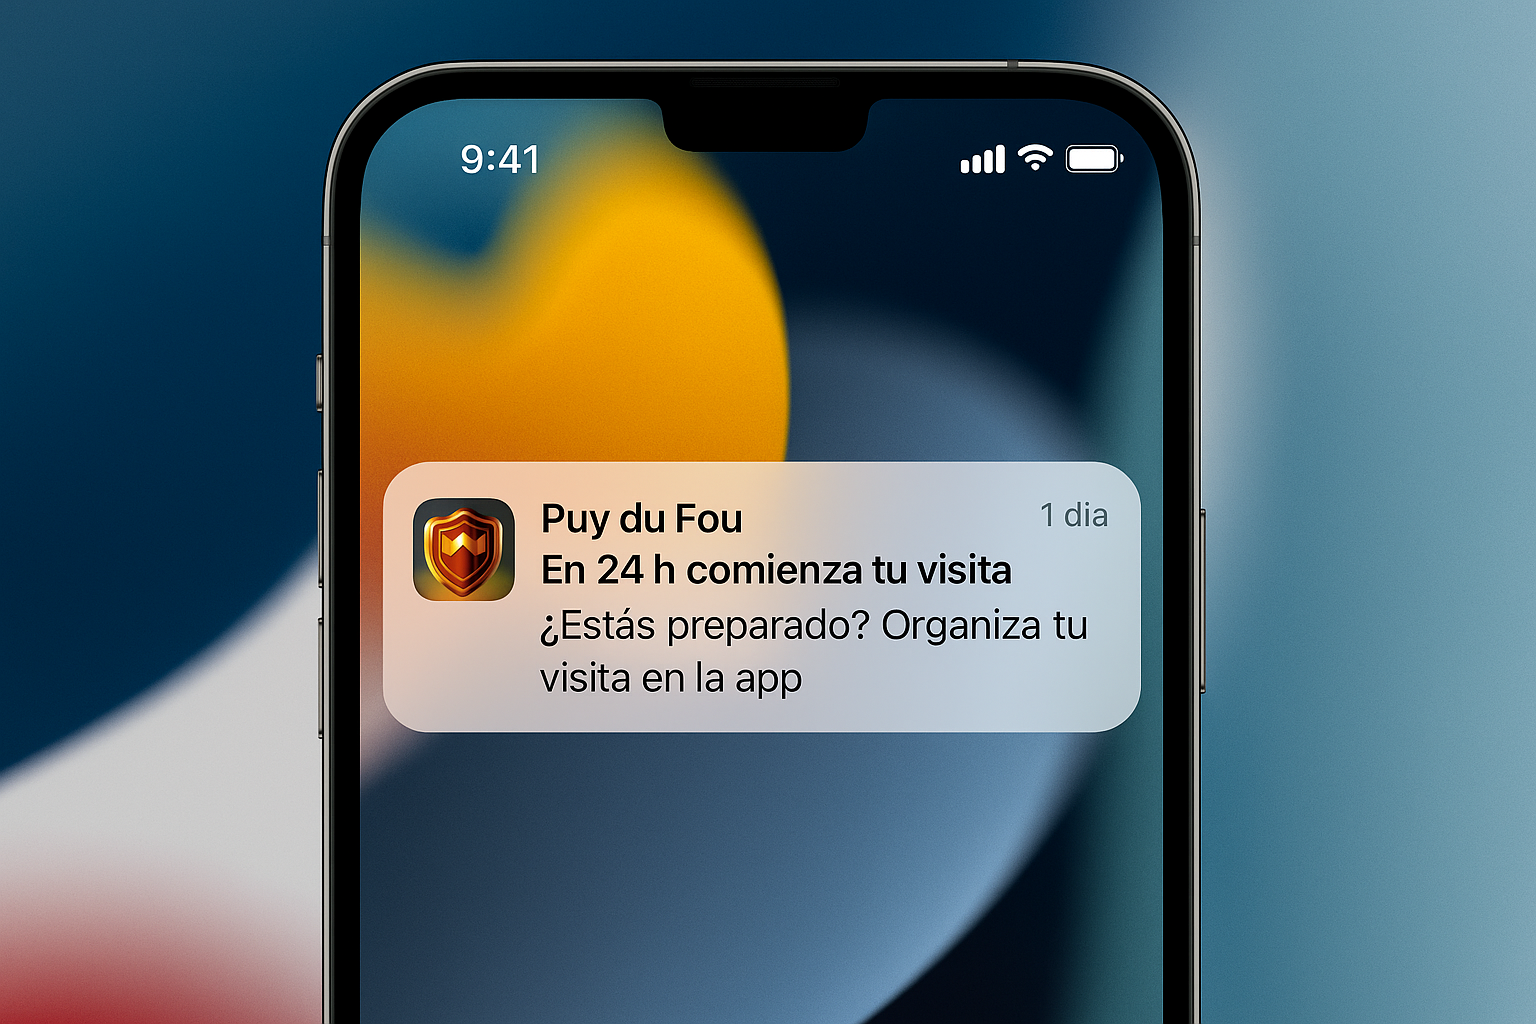 9:41
Puy du Fou
1 dia
En 24 h comienza tu visita
¿Estás preparado? Organiza tu
visita en la app